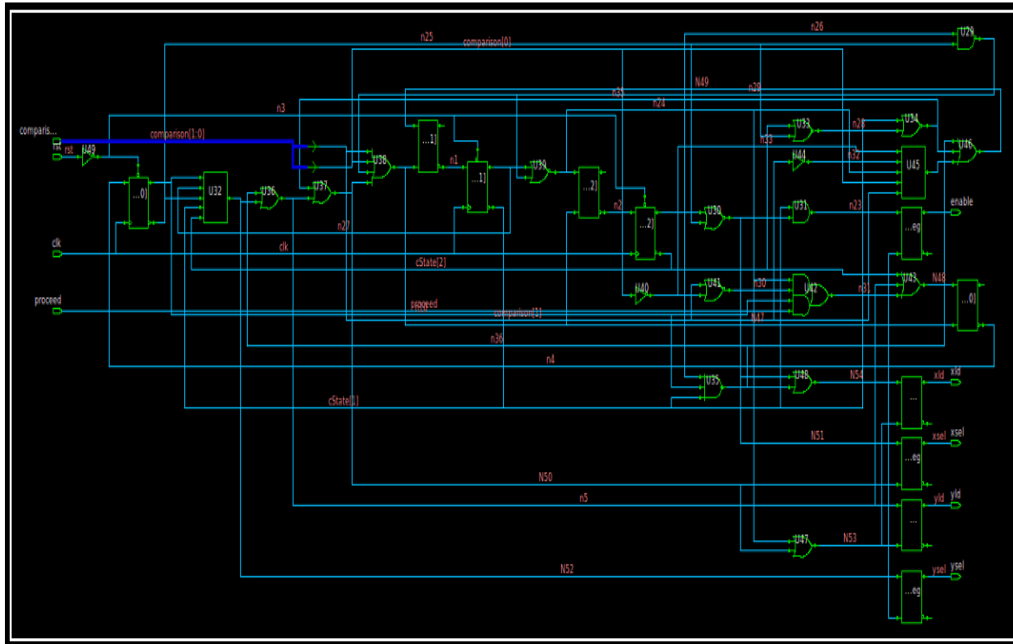 n26
U29
n25
comparison[0]
N49
n29
n35
n24
n3
comparis...
comparison[1:0]
rst
U49
U33
n28
U34
n33
...1]
n1
U38
U39
U44
n32
U45
U46
...1]
...0]
U32
U36
U37
...2]
n2
U30
U31
n23
enable
n27
...2]
...eg
clk
clk
cState[2]
U40
U41
n30
U42
n31
U43
N48
...0]
proceed
proceed
comparison[1]
N47
n36
n4
U35
U48
N54
xld
xld
cState[1]
...
N51
xsel
xsel
...eg
N50
n5
yld
yld
...
U47
N53
N52
ysel
ysel
...eg